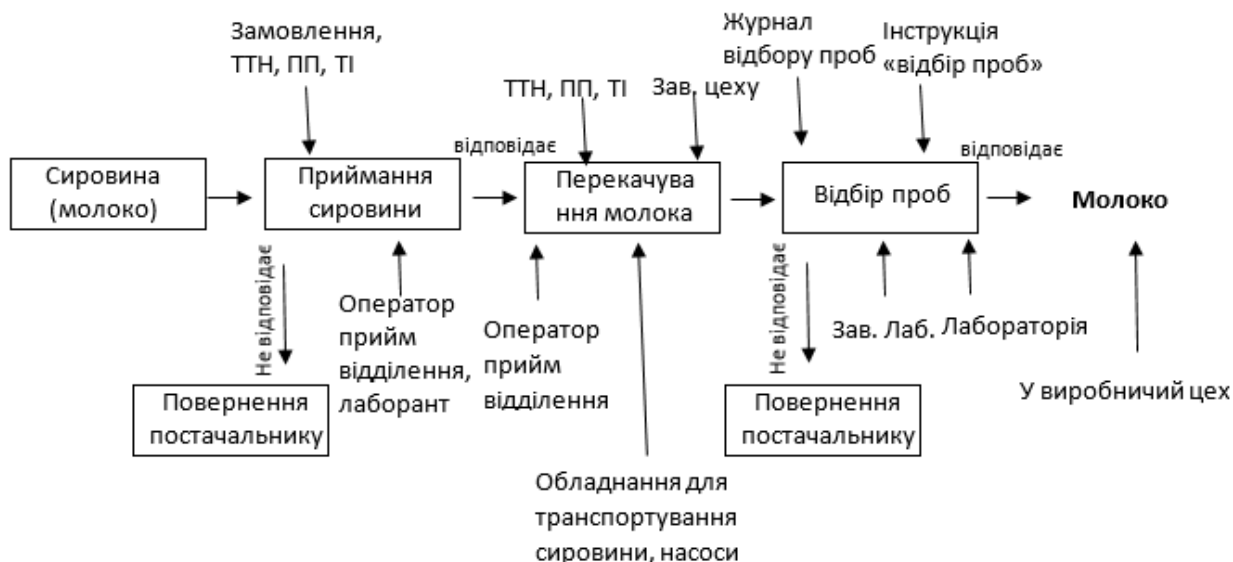 Замовлення,
ТТН, ПП, ТІ
ТТН, ПП, ТІ
Зав. цеху
Журнал
відбору проб
Інструкція
«відбір проб»
Сировина
(молоко)
Приймання
сировини
відповідає
Перекачува
ння молока
Відбір проб
відповідає
Молоко
Не відповідає
Оператор
прийм
відділення,
лаборант
Оператор
прийм
відділення
Не відповідає
Зав. Лаб.
Лабораторія
У виробничий цех
Повернення
постачальнику
Повернення
постачальнику
Обладнання для
транспортування
сировини, насоси